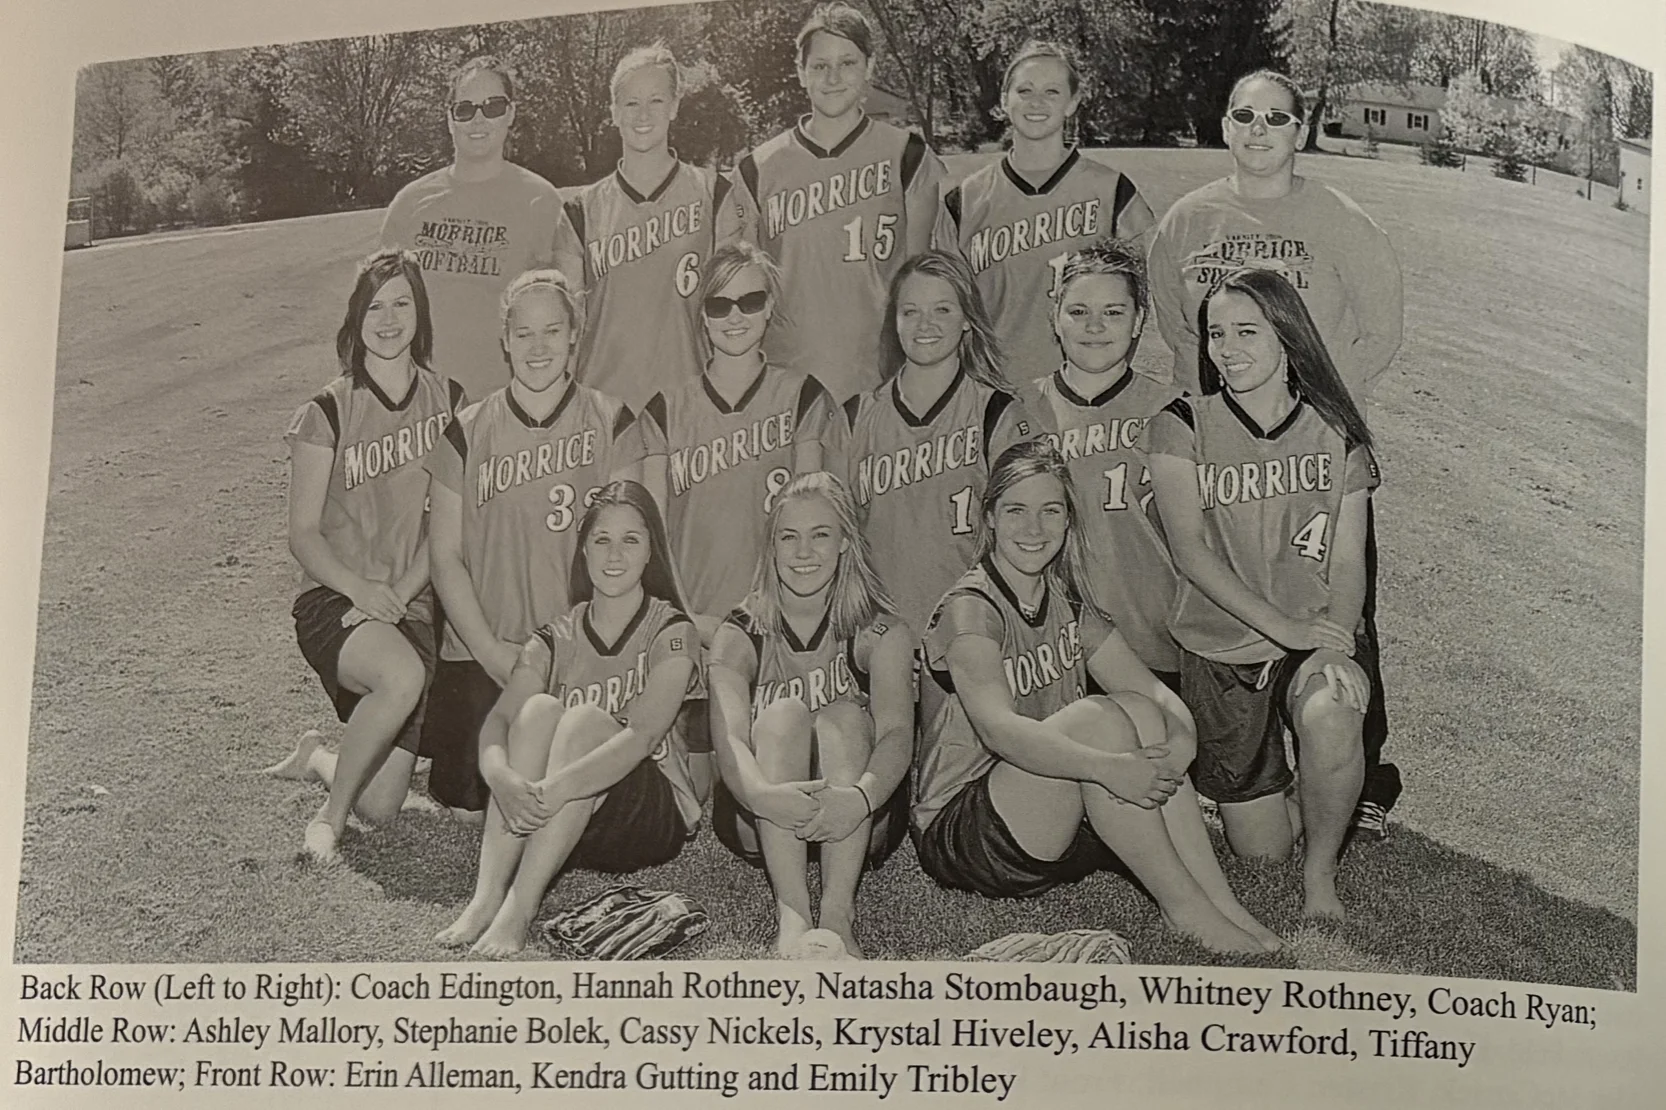 MORRICE
SOFTBALL
MORRICE
6
MORRICE
15
MORRICE
MORRICE
MORRICE
3
MORRICE
8
MORRICE
1
MORRICE
4
Back Row (Left to Right): Coach Edington, Hannah Rothney, Natasha Stombaugh, Whitney Rothney, Coach Ryan;
Middle Row: Ashley Mallory, Stephanie Bolek, Cassy Nickels, Krystal Hiveley, Alisha Crawford, Tiffany
Bartholomew; Front Row: Erin Alleman, Kendra Gutting and Emily Tribley